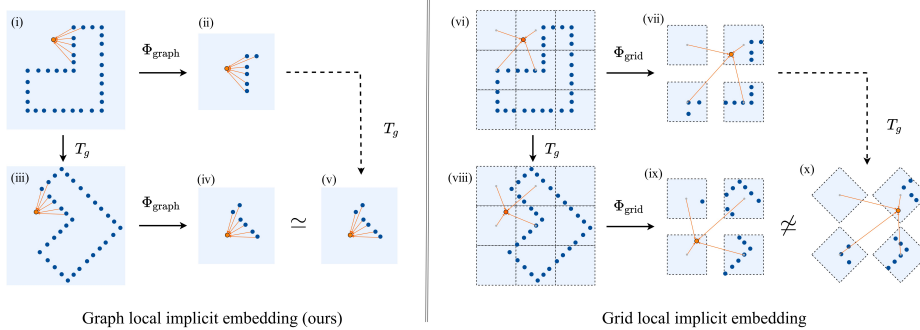 (i)
Φgraph
(ii)
Tg
Tg
(iii)
Φgraph
(iv)
≃
(v)
Graph local implicit embedding (ours)
(vi)
Φgrid
(vii)
Tg
Tg
(viii)
Φgrid
(ix)
≄
(x)
Grid local implicit embedding